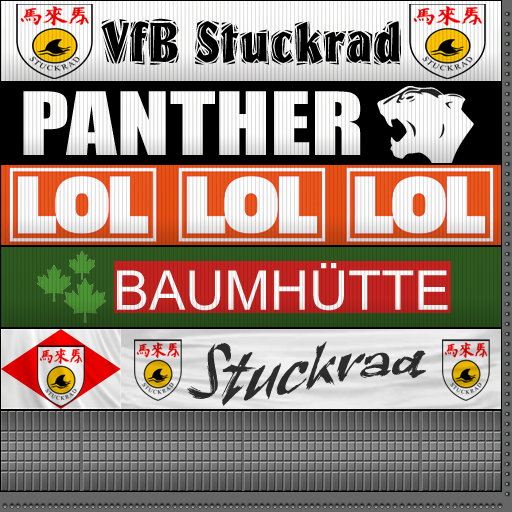 馬來馬 VfB Stuckrad 馬來馬
STUCKRAD STUCKRAD
PANTHER
LOL LOL LOL
BAUMHÜTTE
馬來馬 馬來馬 Stuckrad 馬來馬
STUCKRAD STUCKRAD STUCKRAD